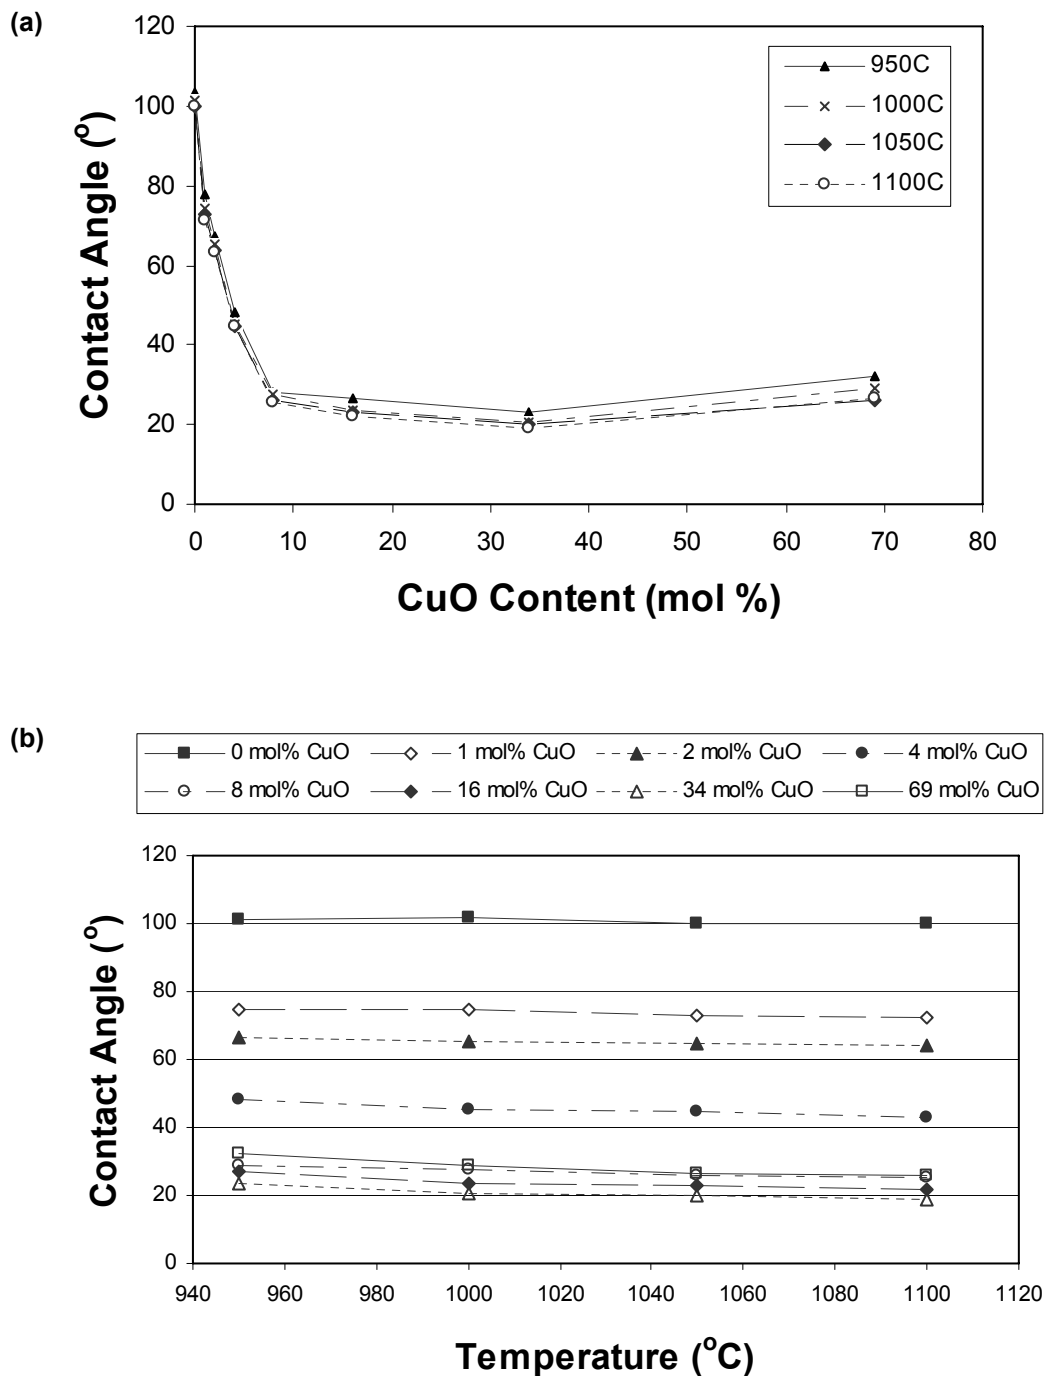 (a)
120
100
80
60
40
20
0
Contact Angle (°)
950C
1000C
1050C
1100C
0 10 20 30 40 50 60 70 80
CuO Content (mol %)
(b)
0 mol% CuO 1 mol% CuO 2 mol% CuO 4 mol% CuO
8 mol% CuO 16 mol% CuO 34 mol% CuO 69 mol% CuO
120
100
80
60
40
20
0
Contact Angle (°)
940 960 980 1000 1020 1040 1060 1080 1100 1120
Temperature (°C)